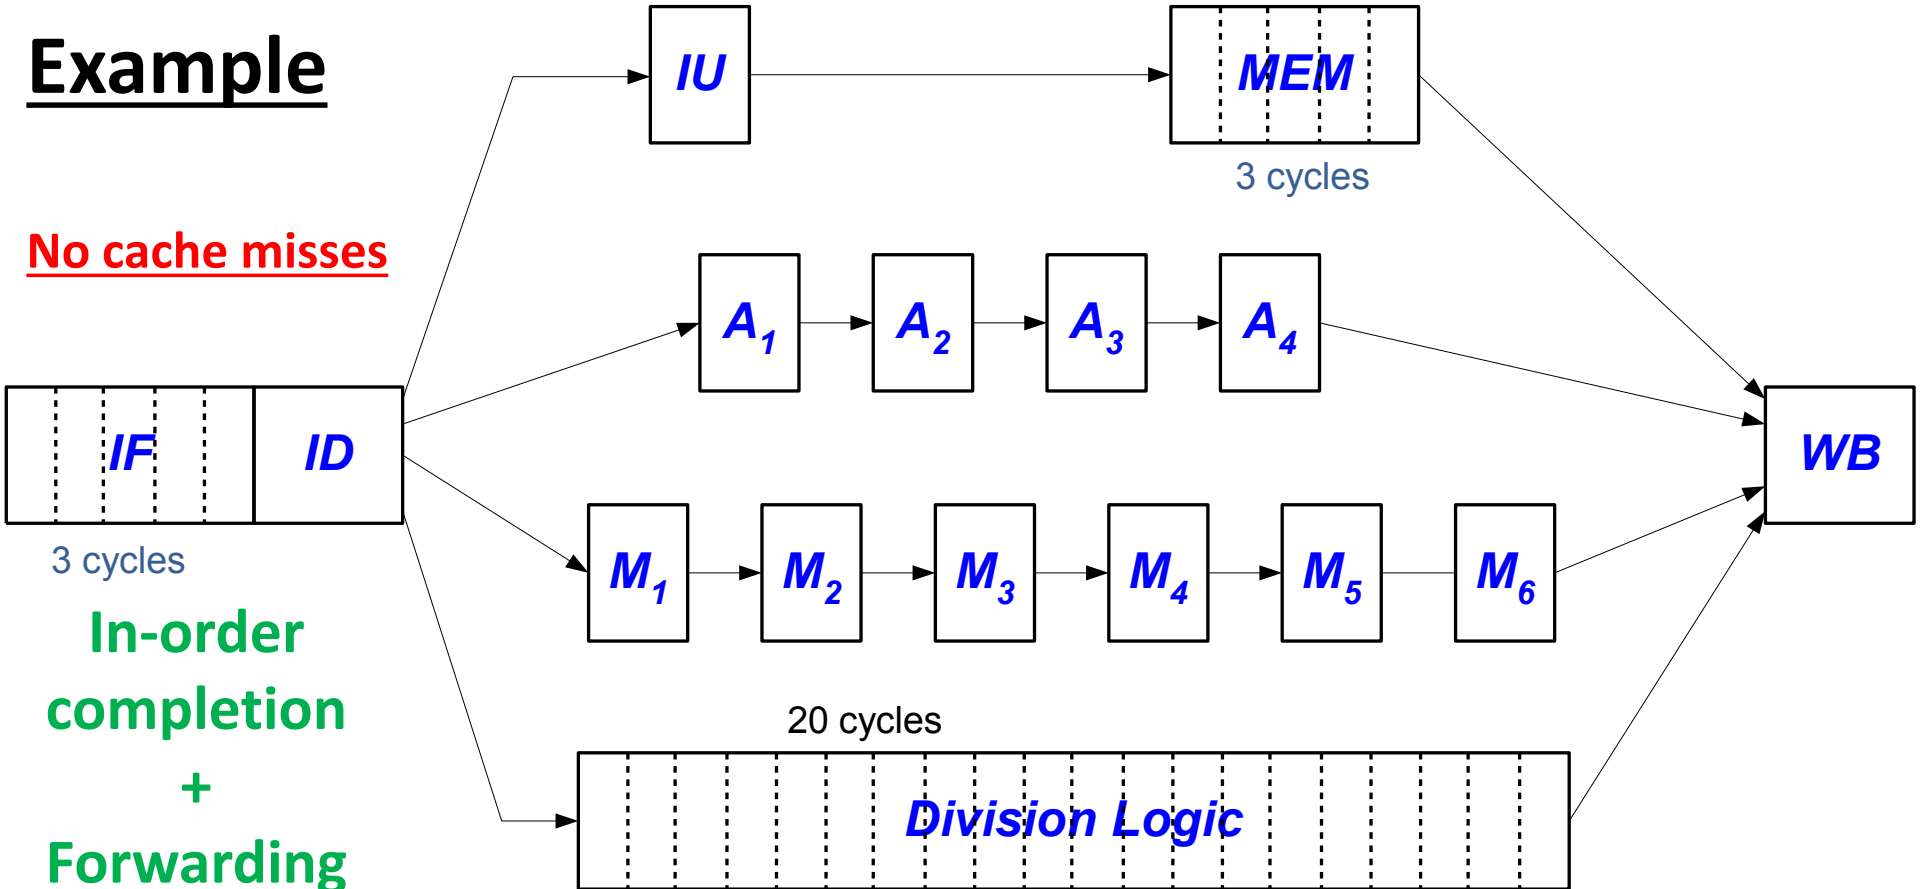 Example
No cache misses
IU
MEM
3 cycles
A1
A2
A3
A4
IF
ID
3 cycles
WB
M1
M2
M3
M4
M5
M6
In-order
completion
+
Forwarding
20 cycles
Division Logic